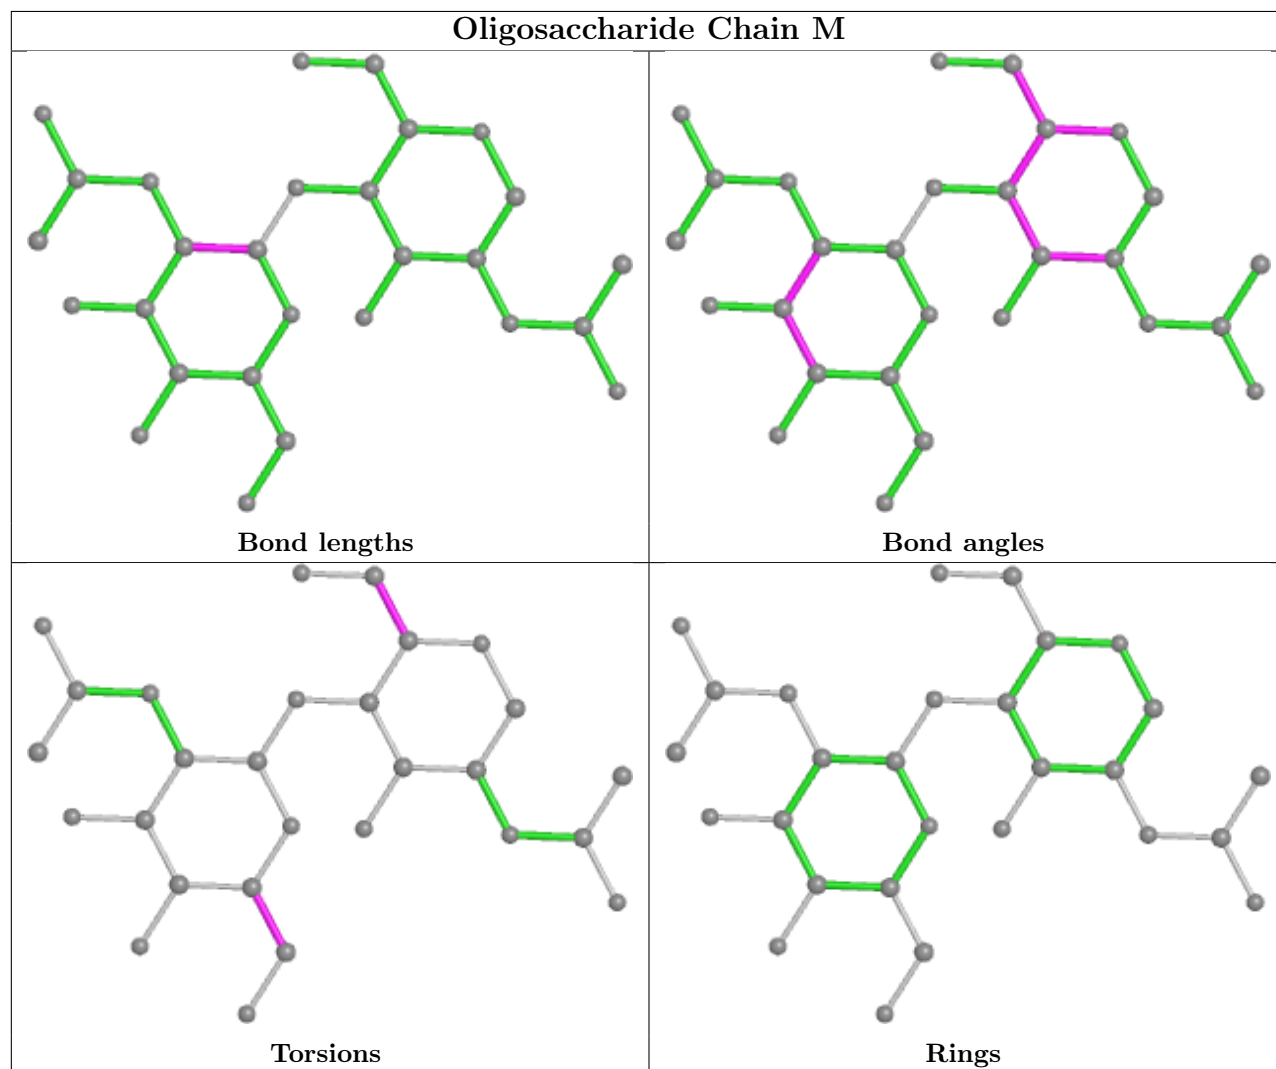 Oligosaccharide Chain M
Bond lengths
Bond angles
Torsions
Rings